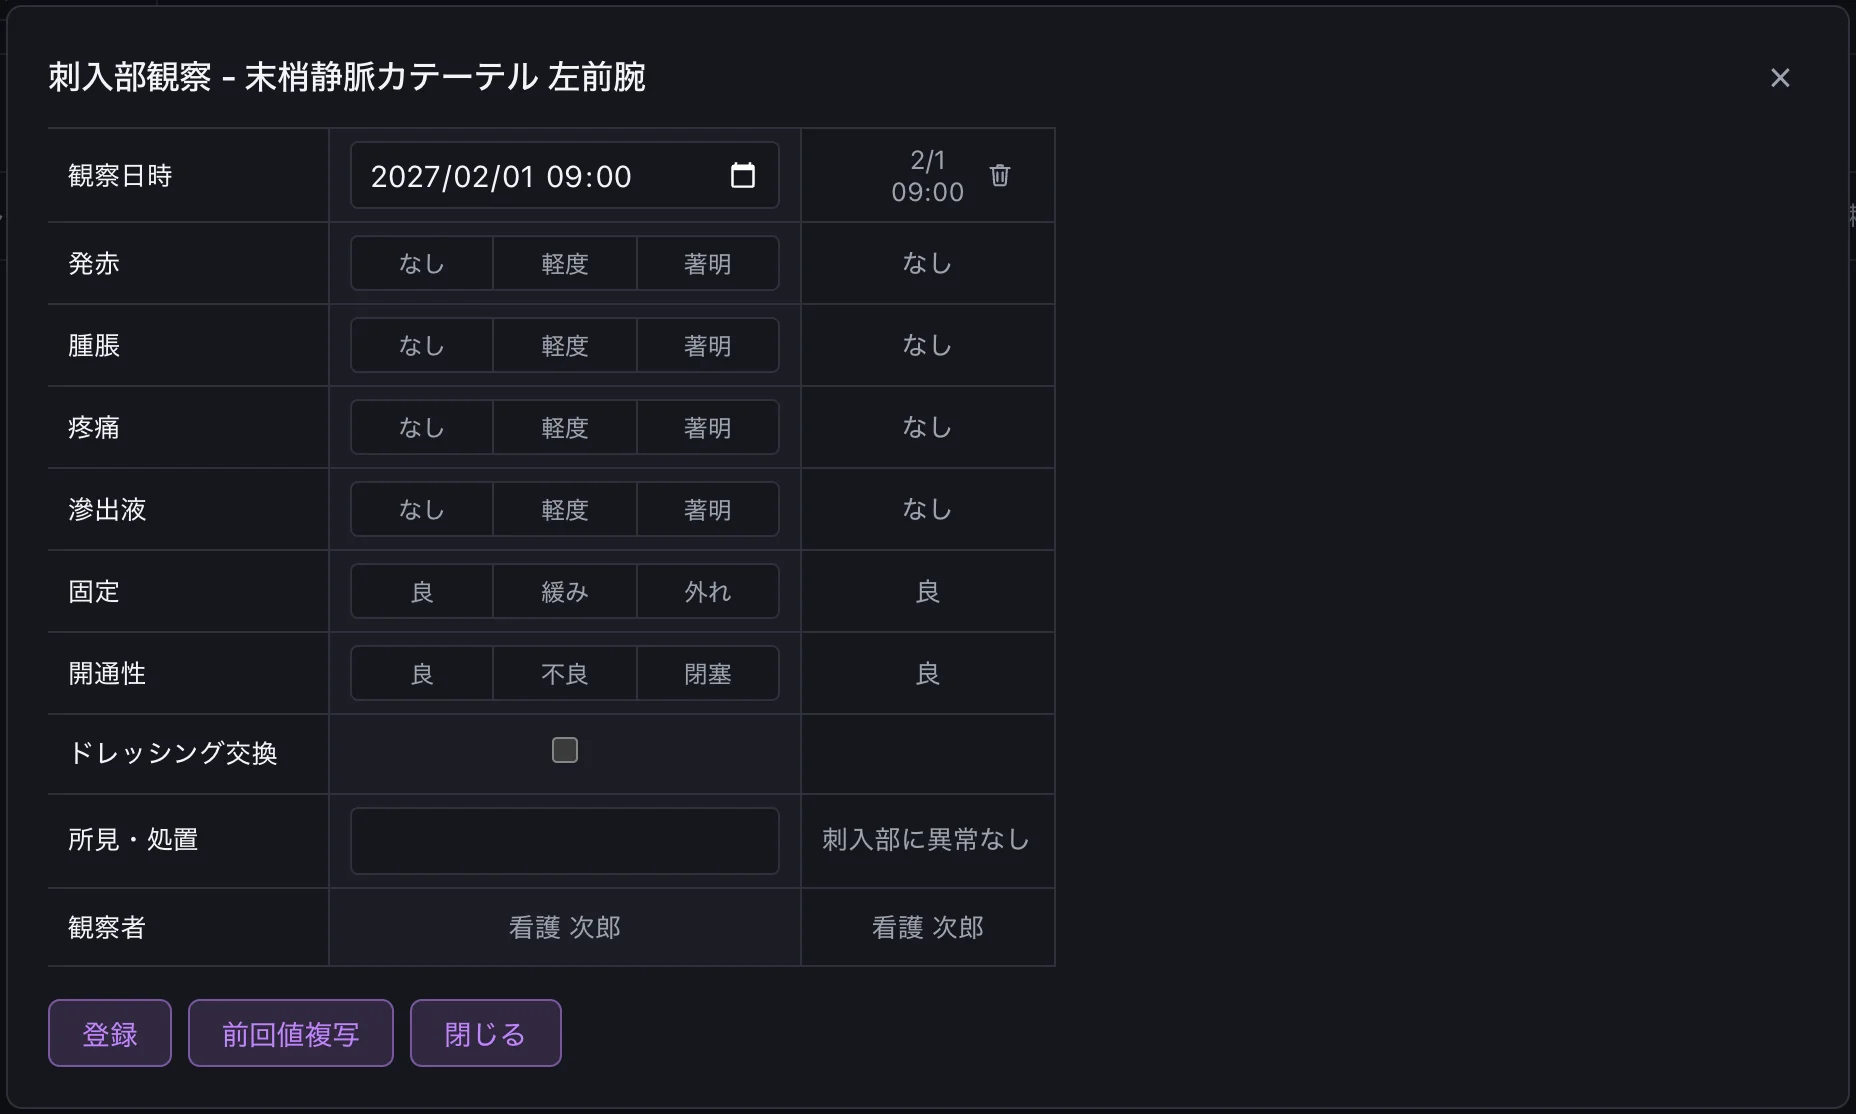 刺入部観察 - 末梢静脈カテーテル 左前腕
×
観察日時 2027/02/01 09:00 2/1 09:00
発赤 なし 軽度 著明 なし
腫脹 なし 軽度 著明 なし
疼痛 なし 軽度 著明 なし
滲出液 なし 軽度 著明 なし
固定 良 緩み 外れ 良
開通性 良 不良 閉塞 良
ドレッシング交換
所見・処置 刺入部に異常なし
観察者 看護 次郎 看護 次郎
登録 前回値複写 閉じる